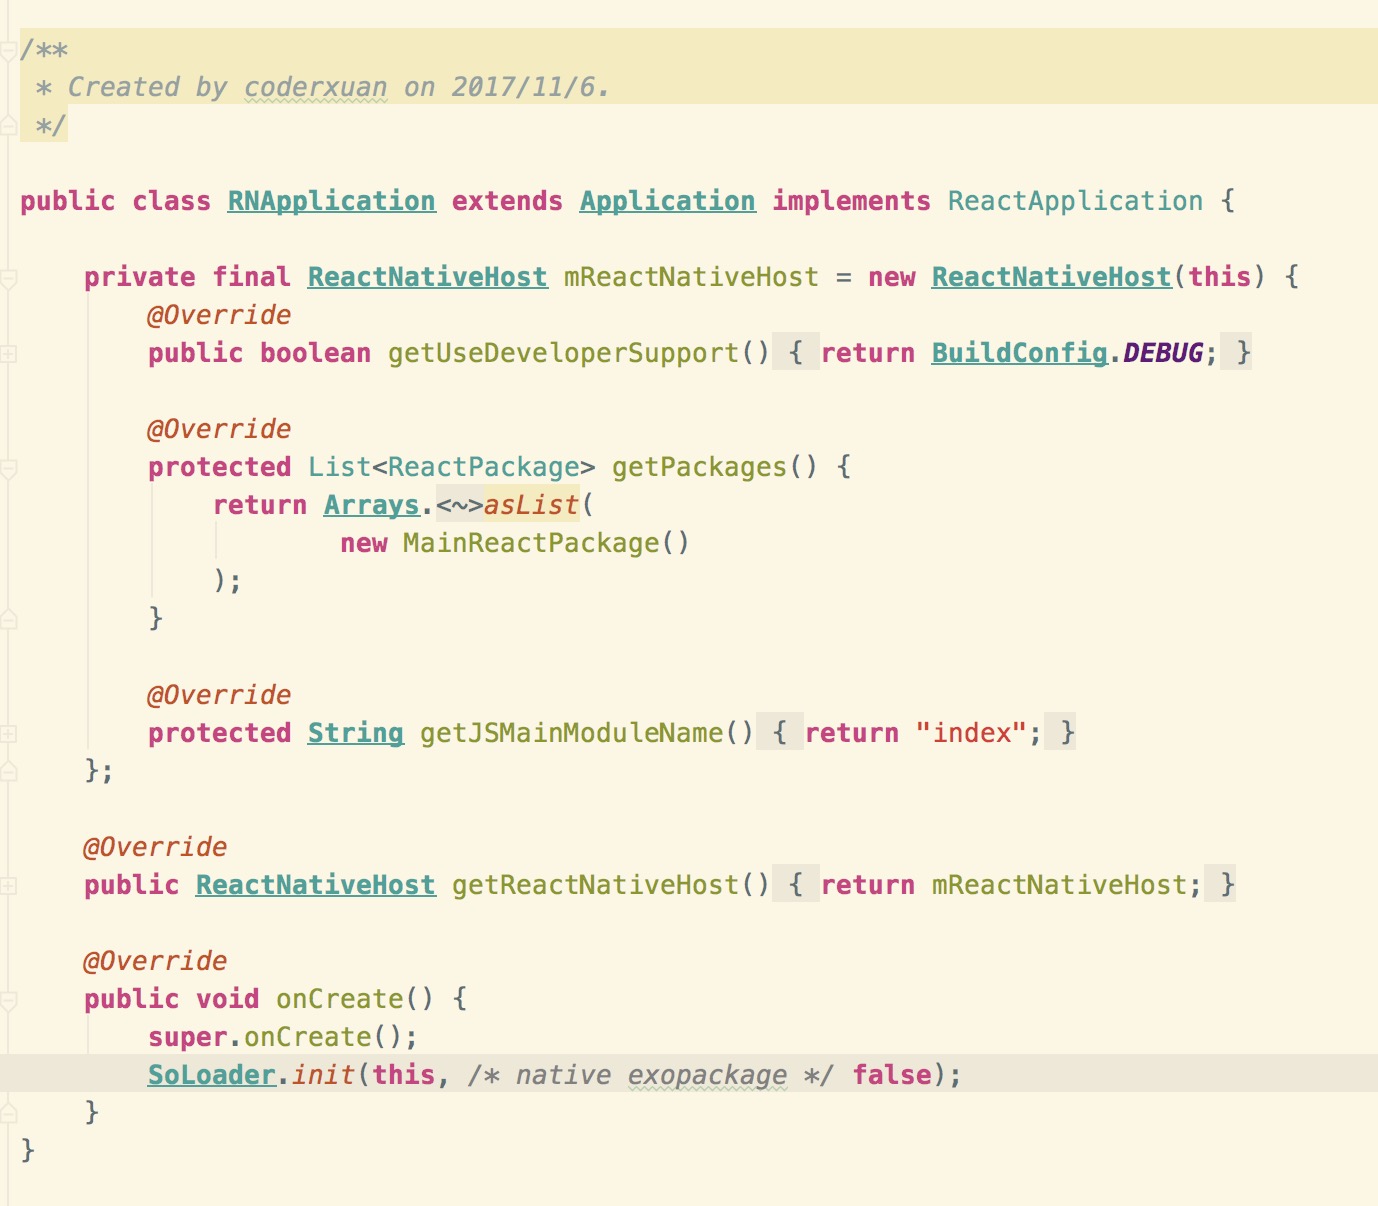 /**
 * Created by coderxuan on 2017/11/6.
 */
public class RNApplication extends Application implements ReactApplication {
    private final ReactNativeHost mReactNativeHost = new ReactNativeHost(this) {
        @Override
        public boolean getUseDeveloperSupport() { return BuildConfig.DEBUG; }
        @Override
        protected List<ReactPackage> getPackages() {
            return Arrays.<~>asList(
                    new MainReactPackage()
            );
        }
        @Override
        protected String getJSMainModuleName() { return "index"; }
    };
    @Override
    public ReactNativeHost getReactNativeHost() { return mReactNativeHost; }
    @Override
    public void onCreate() {
        super.onCreate();
        SoLoader.init(this, /* native exopackage */ false);
    }
}